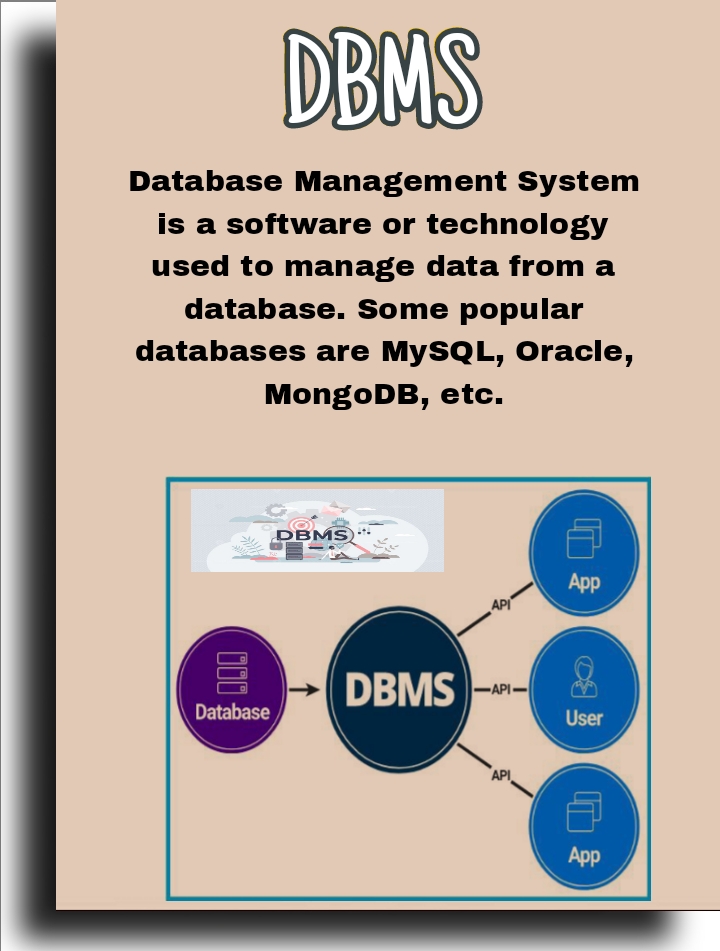 DBMS
Database Management System
is a software or technology
used to manage data from a
database. Some popular
databases are MySQL, Oracle,
MongoDB, etc.
DBMS
App
API
Database
DBMS
API
User
API
App